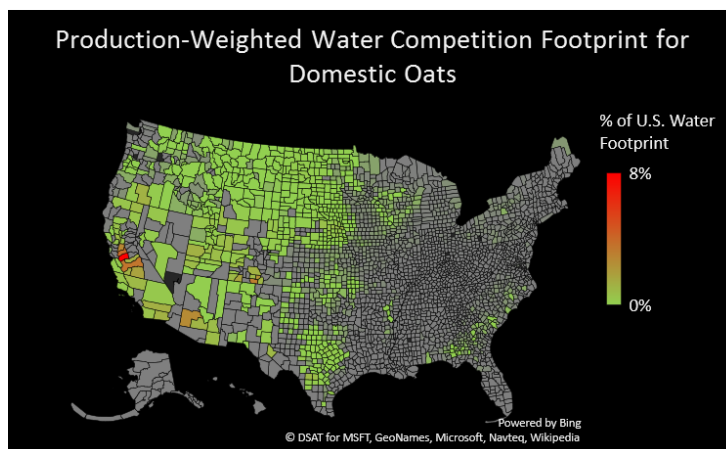 Production-Weighted Water Competition Footprint for
Domestic Oats
% of U.S. Water
Footprint
8%
0%
Powered by Bing
© DSAT for MSFT, GeoNames, Microsoft, Navteq, Wikipedia